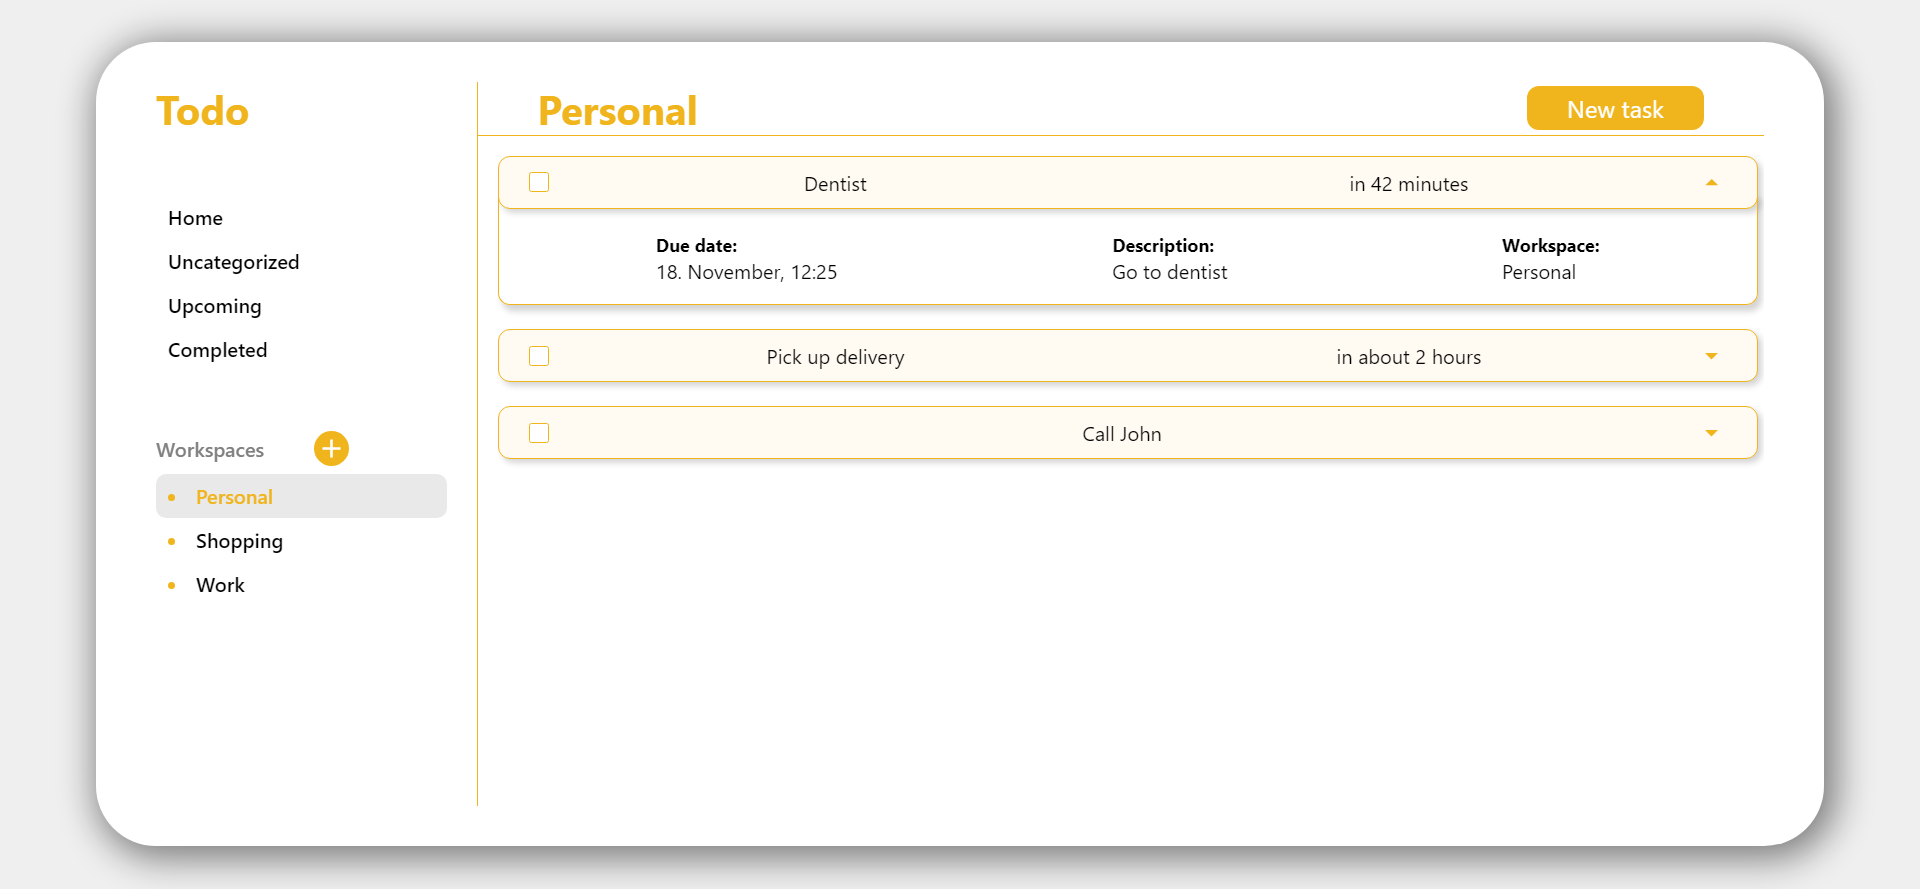 Todo
Home
Uncategorized
Upcoming
Completed
Workspaces
Personal
Shopping
Work
Personal
New task
Dentist in 42 minutes
Due date: Description: Workspace:
18. November, 12:25 Go to dentist Personal
Pick up delivery in about 2 hours
Call John